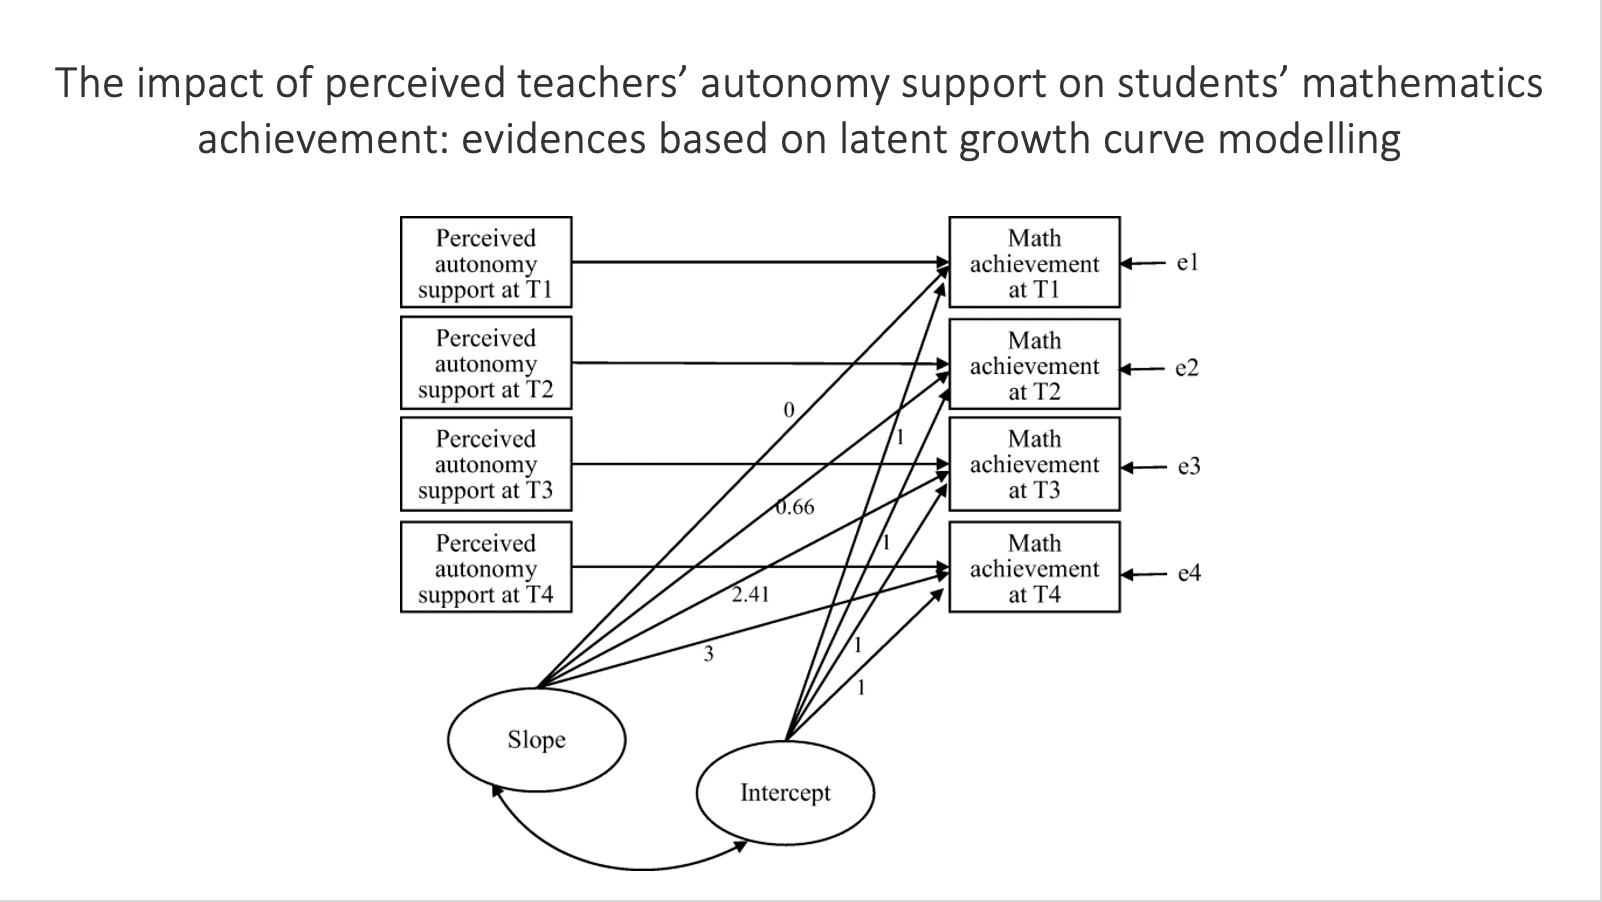 The impact of perceived teachers’ autonomy support on students’ mathematics
achievement: evidences based on latent growth curve modelling
Perceived
autonomy
support at T1
Math
achievement
at T1
e1
Perceived
autonomy
support at T2
Math
achievement
at T2
e2
0
1
Perceived
autonomy
support at T3
Math
achievement
at T3
e3
0.66
1
Perceived
autonomy
support at T4
Math
achievement
at T4
e4
2.41
1
3
1
Slope
Intercept